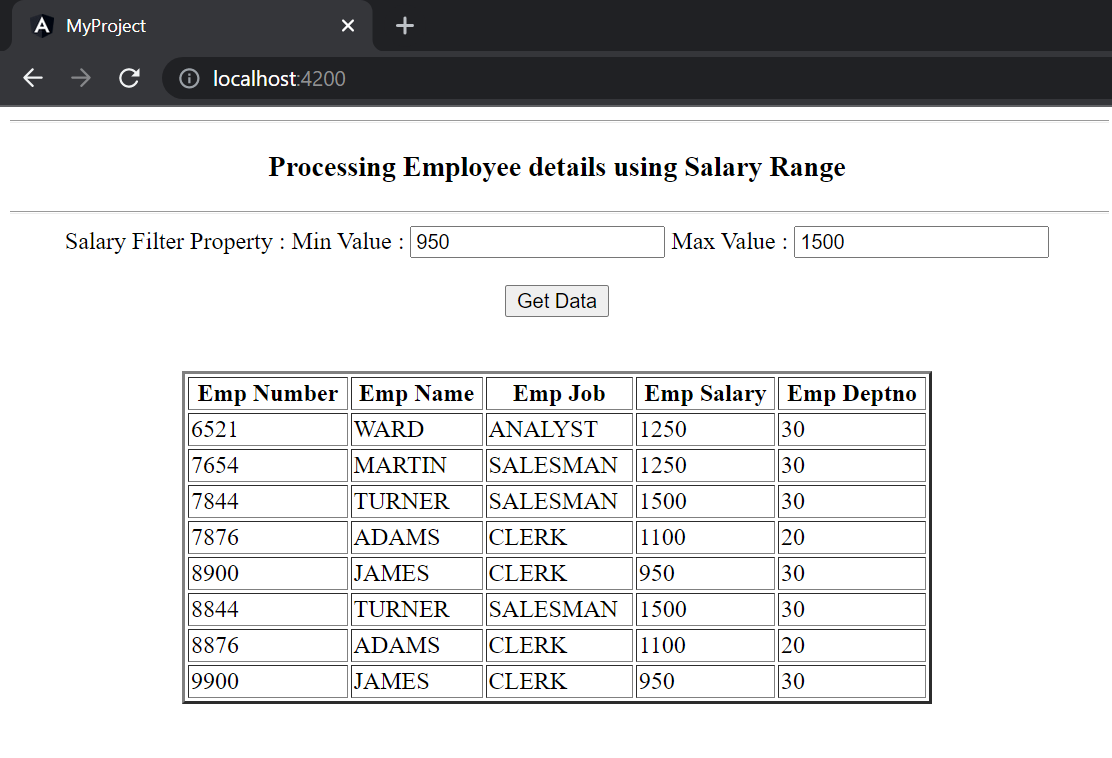 MyProject
localhost:4200
Processing Employee details using Salary Range
Salary Filter Property : Min Value : 950 Max Value : 1500
Get Data
Emp Number Emp Name Emp Job Emp Salary Emp Deptno
6521 WARD ANALYST 1250 30
7654 MARTIN SALESMAN 1250 30
7844 TURNER SALESMAN 1500 30
7876 ADAMS CLERK 1100 20
8900 JAMES CLERK 950 30
8844 TURNER SALESMAN 1500 30
8876 ADAMS CLERK 1100 20
9900 JAMES CLERK 950 30